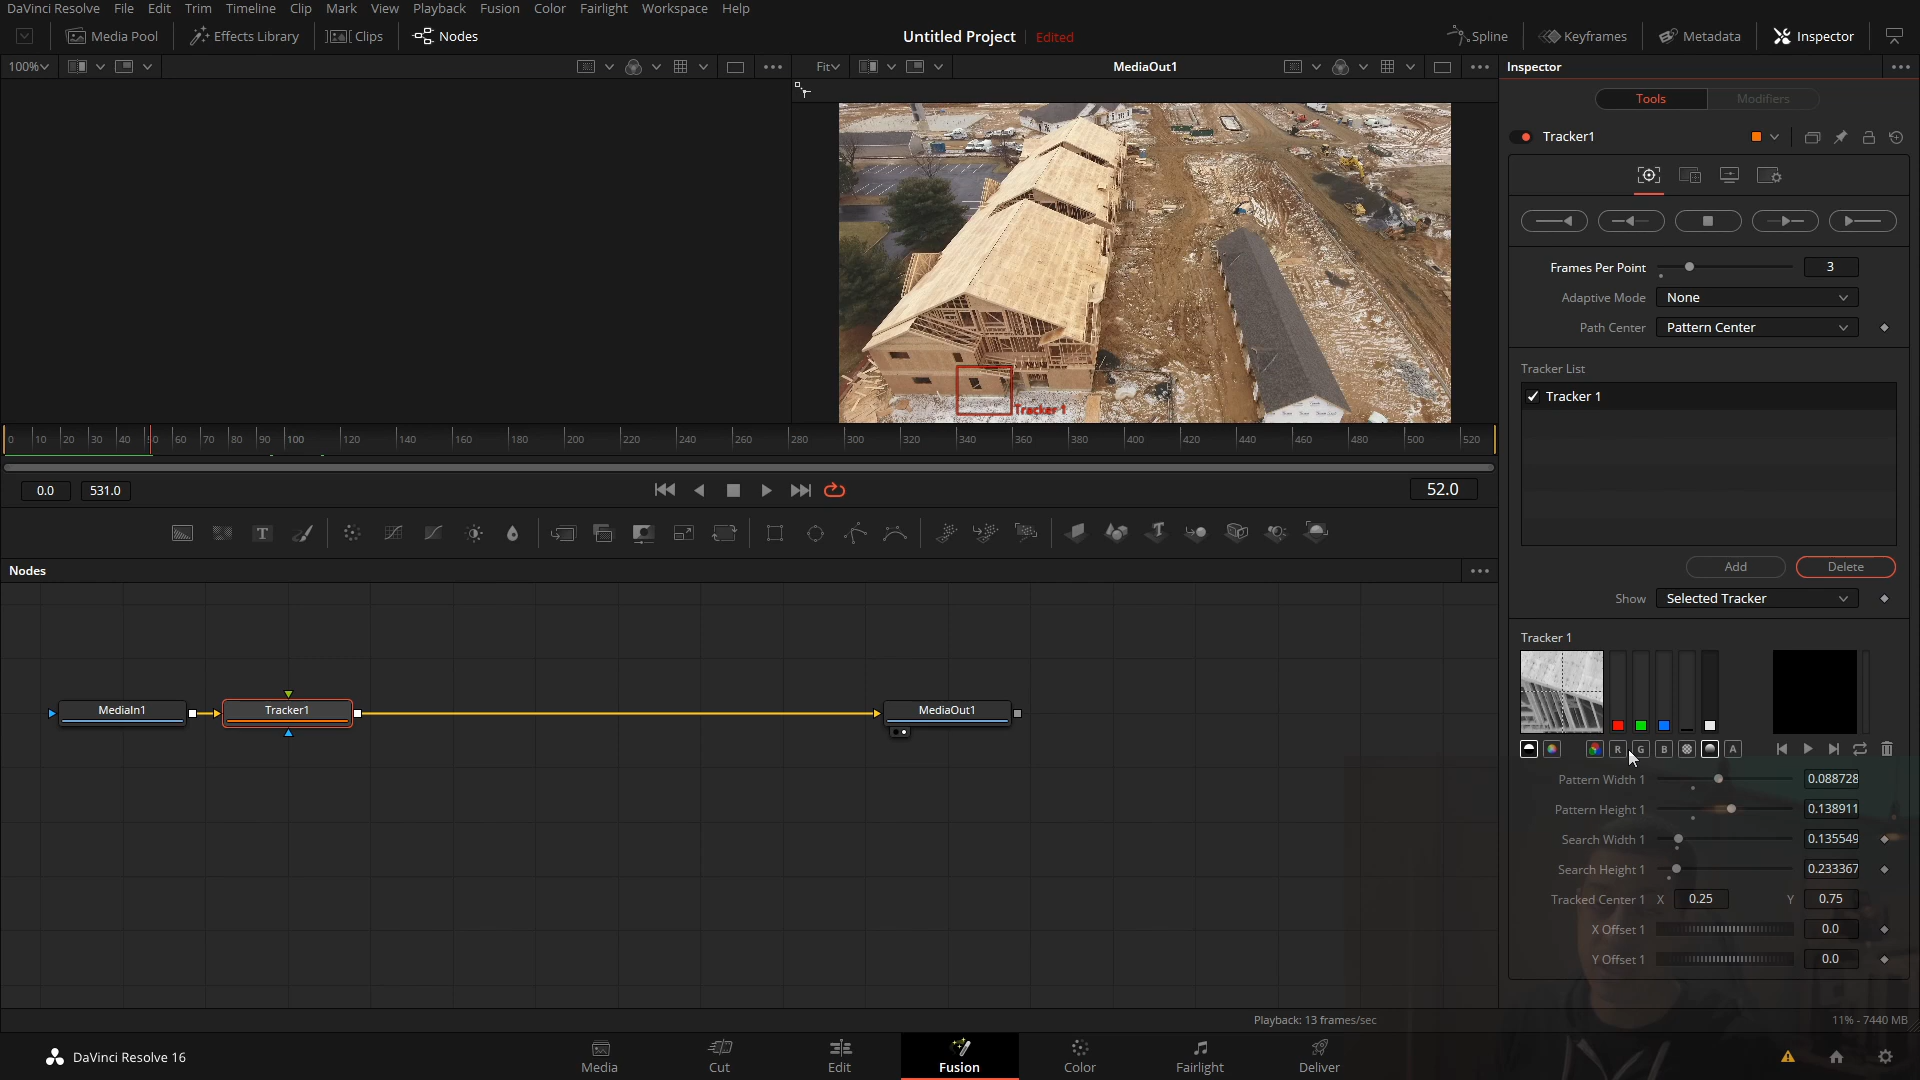 DaVinci Resolve File Edit Trim Timeline Clip Mark View Playback Fusion Color Fairlight Workspace Help
Media Pool Effects Library Clips Nodes Untitled Project Edited Spline Keyframes Metadata Inspector
100% Fit MediaOut1 Inspector
Tools Modifiers
Tracker1
Frames Per Point 3
Adaptive Mode None
Path Center Pattern Center
Tracker List
Tracker 1
Tracker 1
0 10 20 30 40 60 70 80 90 100 120 140 160 180 200 220 240 260 280 300 320 340 360 380 400 420 440 460 480 500 520
0.0 531.0 52.0
Add Delete
Show Selected Tracker
Nodes
Tracker 1
R G B A
MediaIn1 Tracker1 MediaOut1
Pattern Width 1 0.088728
Pattern Height 1 0.138911
Search Width 1 0.135549
Search Height 1 0.233367
Tracked Center 1 X 0.25 Y 0.75
X Offset 1 0.0
Y Offset 1 0.0
Playback: 13 frames/sec 11% - 7440 MB
DaVinci Resolve 16 Media Cut Edit Fusion Color Fairlight Deliver